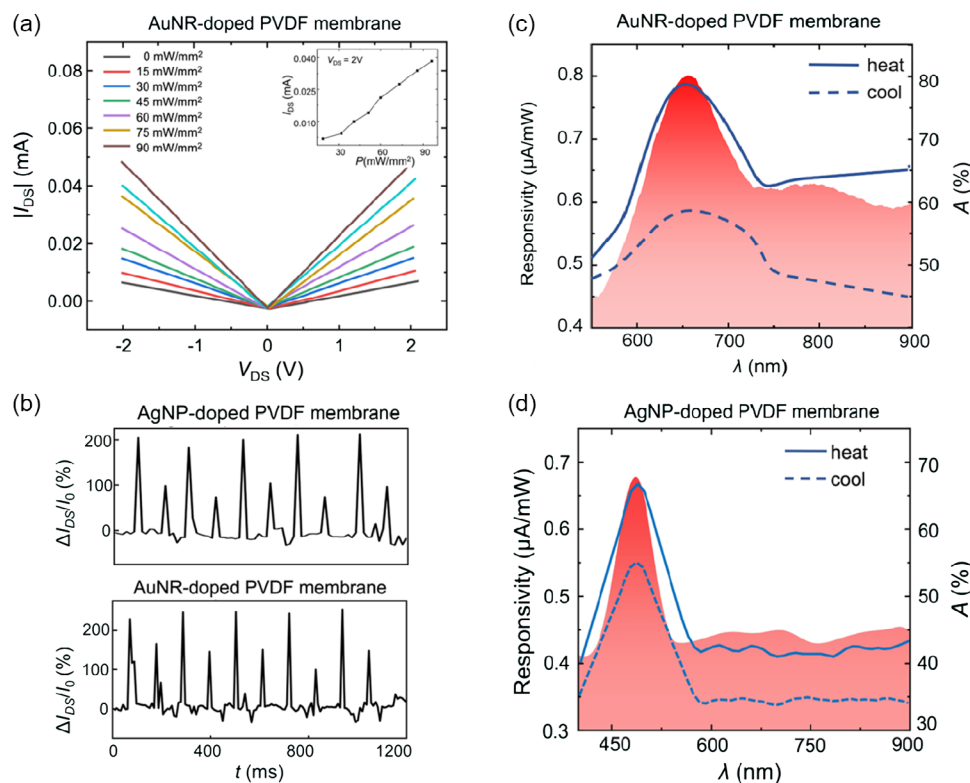 (a)
AuNR-doped PVDF membrane
0.08
0.06
0.04
0.02
0.00
|I_DS| (mA)
0 mW/mm²
15 mW/mm²
30 mW/mm²
45 mW/mm²
60 mW/mm²
75 mW/mm²
90 mW/mm²
V_DS = 2V
0.040
0.025
0.010
I_DS (mA)
30 60 90
P(mW/mm²)
-2 -1 0 1 2
V_DS (V)
(b)
AgNP-doped PVDF membrane
200
100
0
ΔI_DS/I_0 (%)
AuNR-doped PVDF membrane
200
100
0
ΔI_DS/I_0 (%)
0 400 800 1200
t (ms)
(c)
AuNR-doped PVDF membrane
heat
cool
0.8
0.7
0.6
0.5
0.4
Responsivity (μA/mW)
80
70
60
50
A (%)
600 700 800 900
λ (nm)
(d)
AgNP-doped PVDF membrane
heat
cool
0.7
0.6
0.5
0.4
0.3
Responsivity (μA/mW)
70
60
50
40
30
A (%)
450 600 750 900
λ (nm)